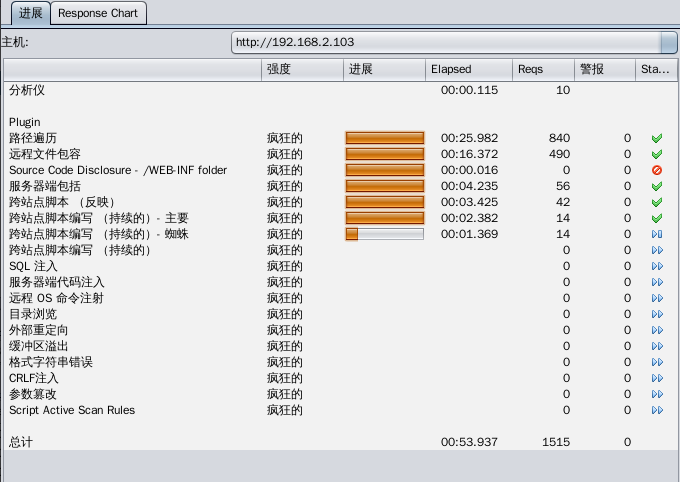 进展 Response Chart
主机: http://192.168.2.103
强度 进展 Elapsed Reqs 警报 Sta...
分析仪 00:00.115 10
Plugin
路径遍历 疯狂的 00:25.982 840 0
远程文件包容 疯狂的 00:16.372 490 0
Source Code Disclosure - /WEB-INF folder 疯狂的 00:00.016 0 0
服务器端包括 疯狂的 00:04.235 56 0
跨站点脚本 （反映） 疯狂的 00:03.425 42 0
跨站点脚本编写 （持续的）- 主要 疯狂的 00:02.382 14 0
跨站点脚本编写 （持续的）- 蜘蛛 疯狂的 00:01.369 14 0
跨站点脚本编写 （持续的） 疯狂的 0 0
SQL 注入 疯狂的 0 0
服务器端代码注入 疯狂的 0 0
远程 OS 命令注射 疯狂的 0 0
目录浏览 疯狂的 0 0
外部重定向 疯狂的 0 0
缓冲区溢出 疯狂的 0 0
格式字符串错误 疯狂的 0 0
CRLF注入 疯狂的 0 0
参数篡改 疯狂的 0 0
Script Active Scan Rules 疯狂的 0 0
总计 00:53.937 1515 0